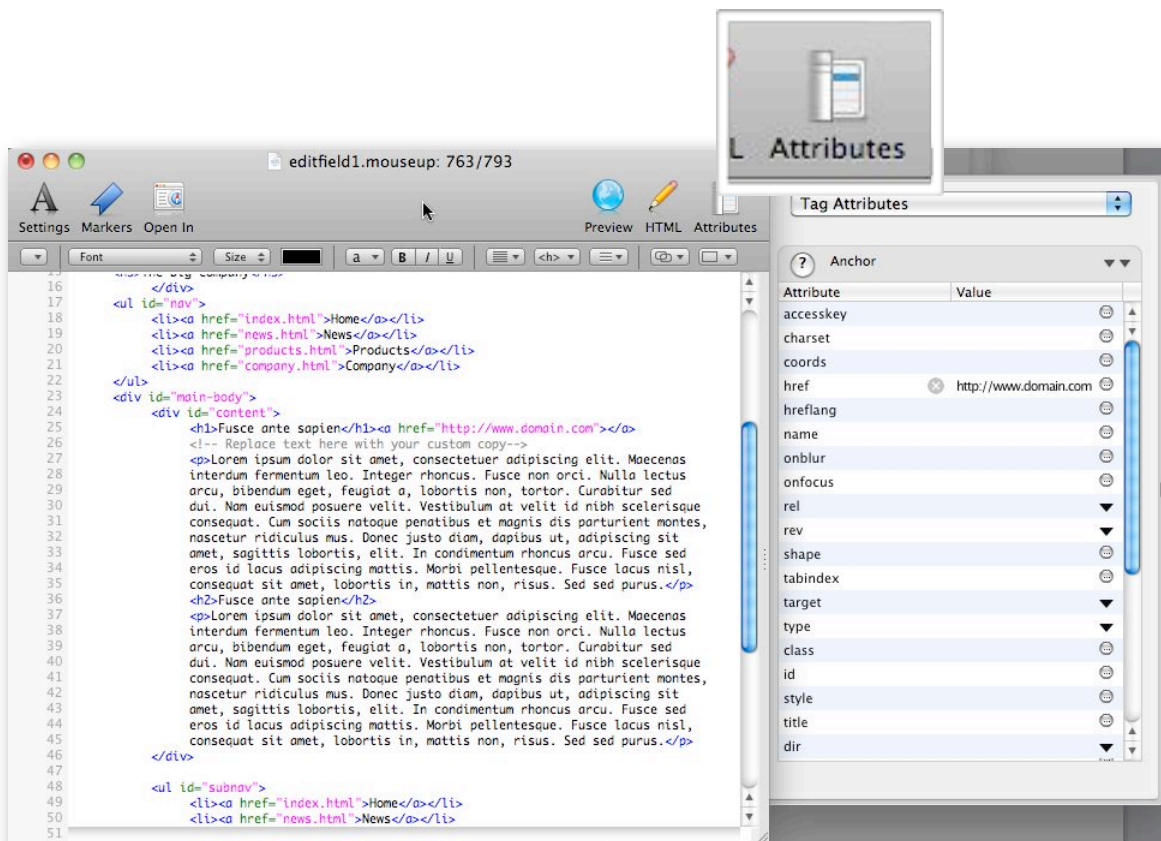 L Attributes
editfield1.mouseup: 763/793
Settings Markers Open In Preview HTML Attributes
Font Size a B I U <h>
16 </div>
17 <ul id="nav">
18 <li><a href="index.html">Home</a></li>
19 <li><a href="news.html">News</a></li>
20 <li><a href="products.html">Products</a></li>
21 <li><a href="company.html">Company</a></li>
22 </ul>
23 <div id="main-body">
24 <div id="content">
25 <h1>Fusce ante sapien</h1><a href="http://www.domain.com"></a>
26 <!-- Replace text here with your custom copy-->
27 <p>Lorem ipsum dolor sit amet, consectetuer adipiscing elit. Maecenas
28 interdum fermentum leo. Integer rhoncus. Fusce non orci. Nulla lectus
29 arcu, bibendum eget, feugiat a, lobortis non, tortor. Curabitur sed
30 dui. Nam euismod posuere velit. Vestibulum at velit id nibh scelerisque
31 consequat. Cum sociis natoque penatibus et magnis dis parturient montes,
32 nascetur ridiculus mus. Donec justo diam, dapibus ut, adipiscing sit
33 amet, sagittis lobortis, elit. In condimentum rhoncus arcu. Fusce sed
34 eros id lacus adipiscing mattis. Morbi pellentesque. Fusce lacus nisl,
35 consequat sit amet, lobortis in, mattis non, risus. Sed sed purus.</p>
36 <h2>Fusce ante sapien</h2>
37 <p>Lorem ipsum dolor sit amet, consectetuer adipiscing elit. Maecenas
38 interdum fermentum leo. Integer rhoncus. Fusce non orci. Nulla lectus
39 arcu, bibendum eget, feugiat a, lobortis non, tortor. Curabitur sed
40 dui. Nam euismod posuere velit. Vestibulum at velit id nibh scelerisque
41 consequat. Cum sociis natoque penatibus et magnis dis parturient montes,
42 nascetur ridiculus mus. Donec justo diam, dapibus ut, adipiscing sit
43 amet, sagittis lobortis, elit. In condimentum rhoncus arcu. Fusce sed
44 eros id lacus adipiscing mattis. Morbi pellentesque. Fusce lacus nisl,
45 consequat sit amet, lobortis in, mattis non, risus. Sed sed purus.</p>
46 </div>
47
48 <ul id="subnav">
49 <li><a href="index.html">Home</a></li>
50 <li><a href="news.html">News</a></li>
51
Tag Attributes
? Anchor
Attribute Value
accesskey
charset
coords
href http://www.domain.com
hreflang
name
onblur
onfocus
rel
rev
shape
tabindex
target
type
class
id
style
title
dir